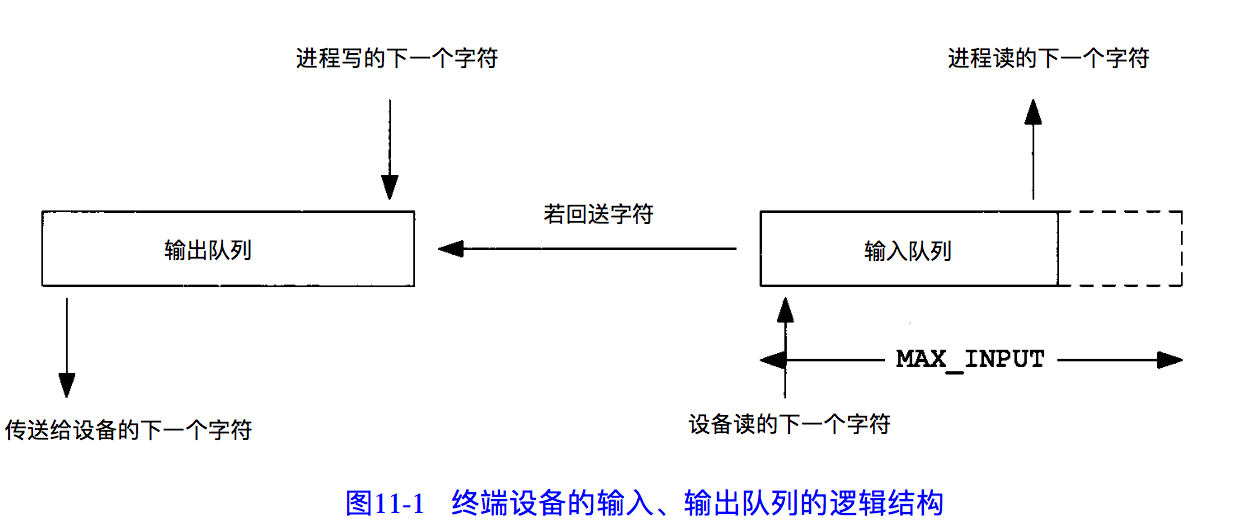 进程写的下一个字符
进程读的下一个字符
若回送字符
输出队列
输入队列
MAX_INPUT
设备读的下一个字符
传送给设备的下一个字符
图11-1 终端设备的输入、输出队列的逻辑结构